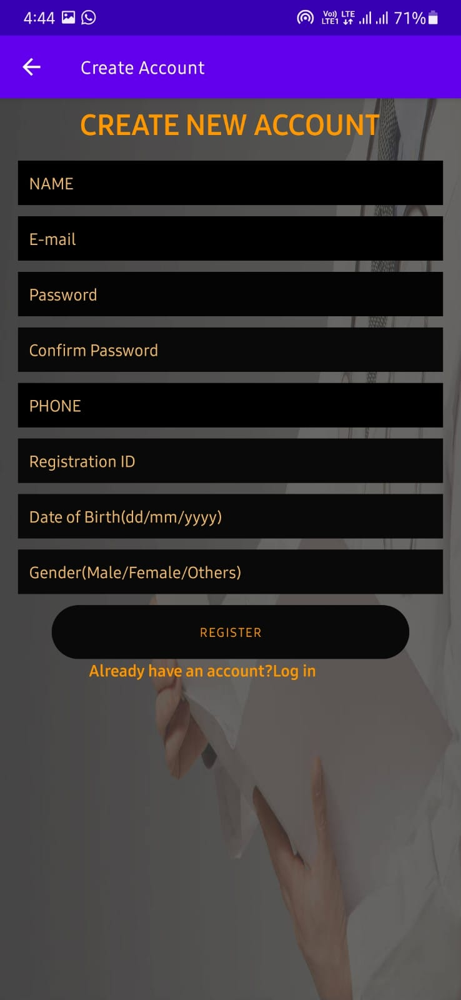 4:44 Vo)) LTE LTE1 71%
Create Account
CREATE NEW ACCOUNT
NAME
E-mail
Password
Confirm Password
PHONE
Registration ID
Date of Birth(dd/mm/yyyy)
Gender(Male/Female/Others)
REGISTER
Already have an account?Log in